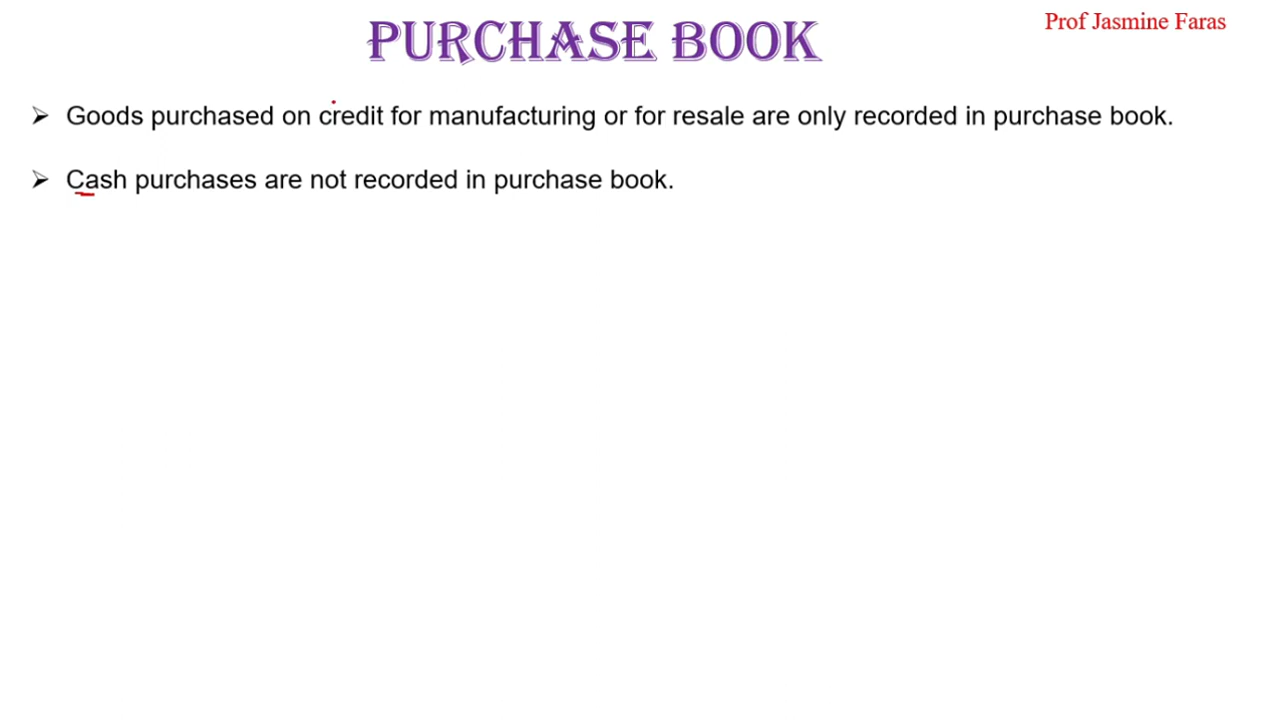 PURCHASE BOOK
Prof Jasmine Faras
➢ Goods purchased on credit for manufacturing or for resale are only recorded in purchase book.
➢ Cash purchases are not recorded in purchase book.